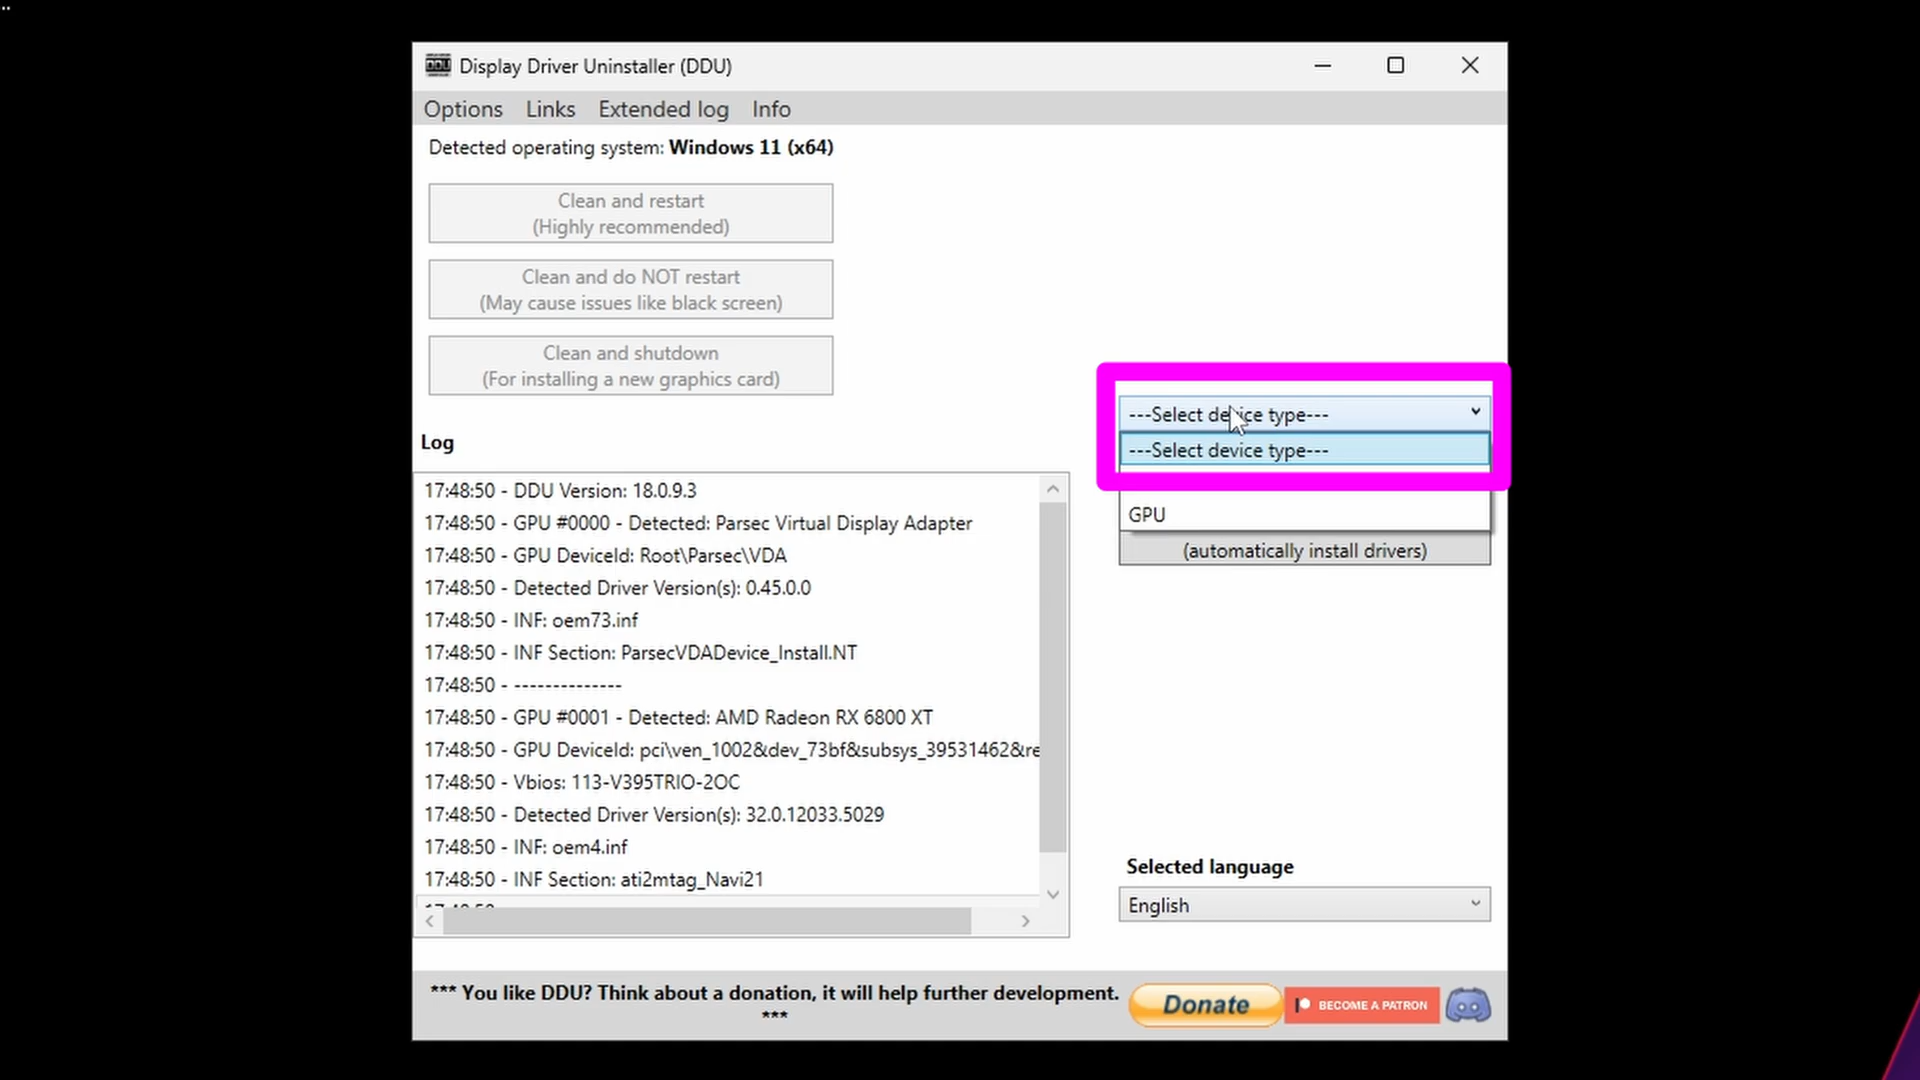 Display Driver Uninstaller (DDU)
Options Links Extended log Info
Detected operating system: Windows 11 (x64)
Clean and restart
(Highly recommended)
Clean and do NOT restart
(May cause issues like black screen)
Clean and shutdown
(For installing a new graphics card)
---Select device type---
---Select device type---
GPU
(automatically install drivers)
Log
17:48:50 - DDU Version: 18.0.9.3
17:48:50 - GPU #0000 - Detected: Parsec Virtual Display Adapter
17:48:50 - GPU DeviceId: Root\Parsec\VDA
17:48:50 - Detected Driver Version(s): 0.45.0.0
17:48:50 - INF: oem73.inf
17:48:50 - INF Section: ParsecVDADevice_Install.NT
17:48:50 - --------------
17:48:50 - GPU #0001 - Detected: AMD Radeon RX 6800 XT
17:48:50 - GPU DeviceId: pci\ven_1002&dev_73bf&subsys_39531462&re
17:48:50 - Vbios: 113-V395TRIO-2OC
17:48:50 - Detected Driver Version(s): 32.0.12033.5029
17:48:50 - INF: oem4.inf
17:48:50 - INF Section: ati2mtag_Navi21
Selected language
English
*** You like DDU? Think about a donation, it will help further development.
***
Donate
BECOME A PATRON